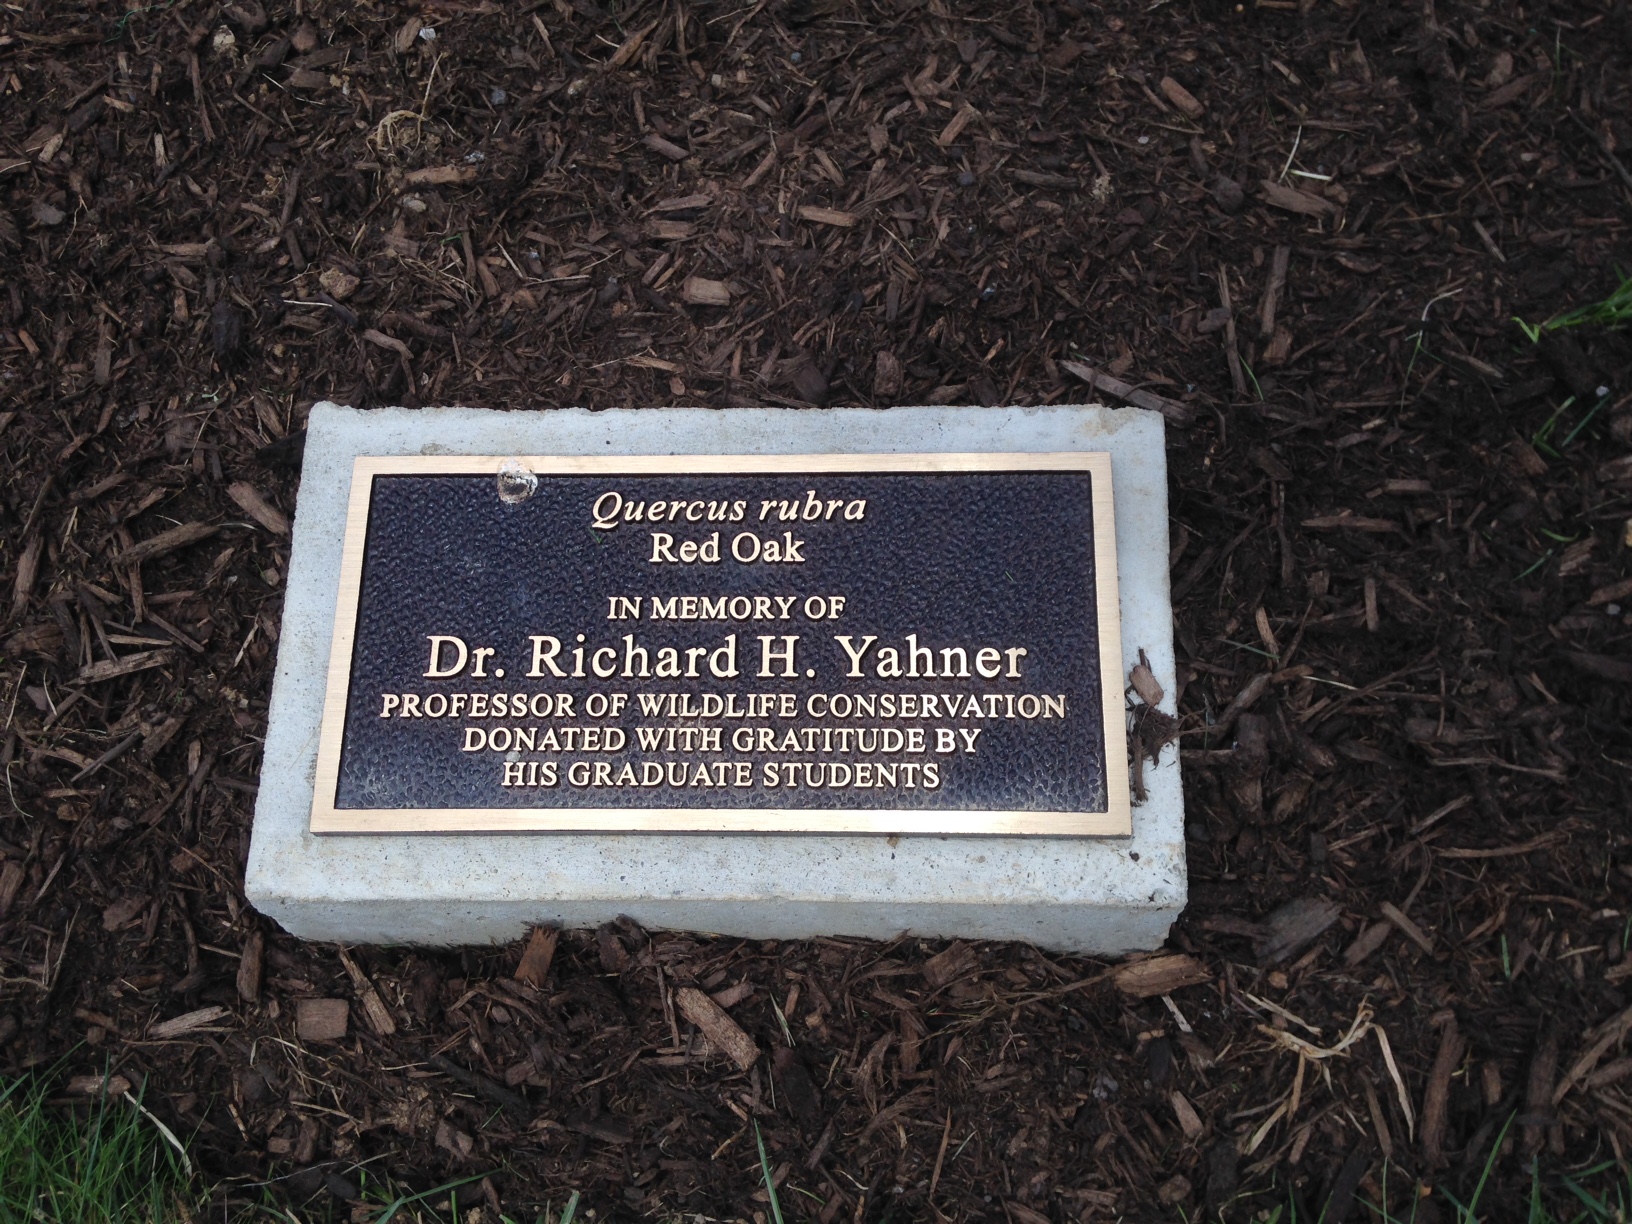 Quercus rubra
Red Oak
IN MEMORY OF
Dr. Richard H. Yahner
PROFESSOR OF WILDLIFE CONSERVATION
DONATED WITH GRATITUDE BY
HIS GRADUATE STUDENTS